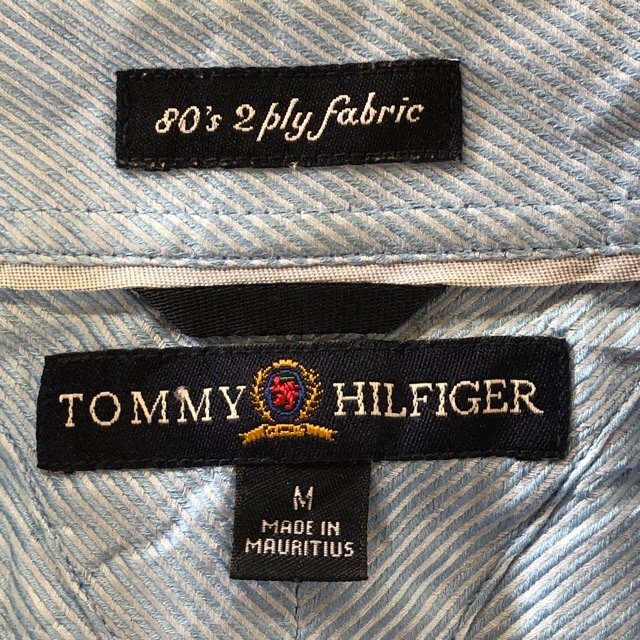 80's 2 ply fabric
TOMMY HILFIGER
M
MADE IN
MAURITIUS